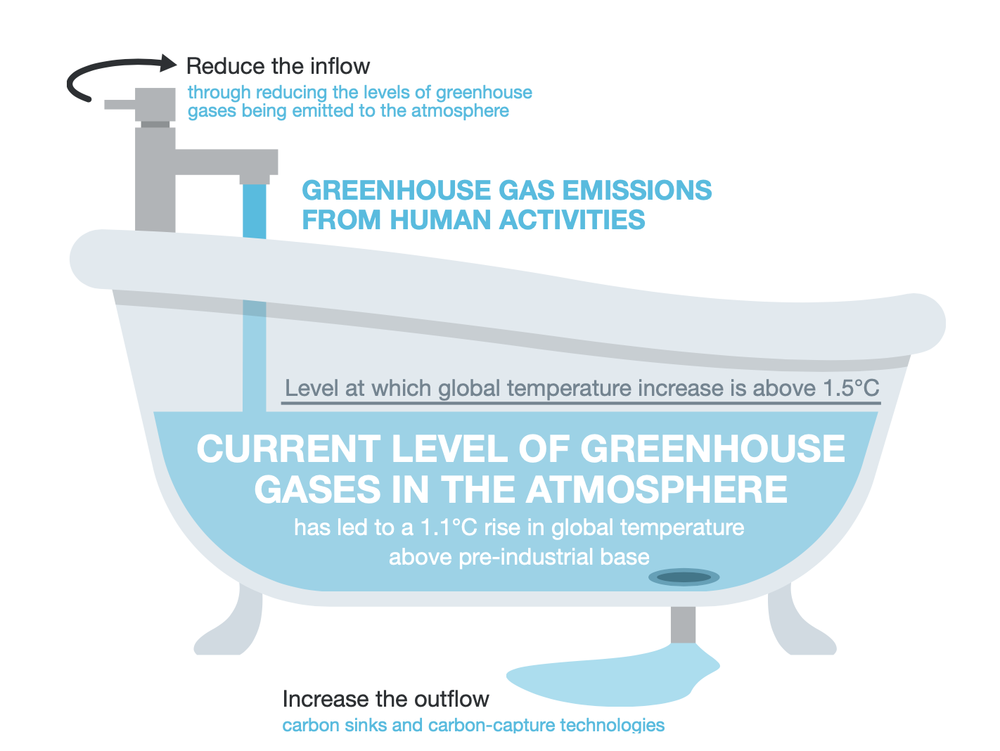 Reduce the inflow
through reducing the levels of greenhouse
gases being emitted to the atmosphere
GREENHOUSE GAS EMISSIONS
FROM HUMAN ACTIVITIES
Level at which global temperature increase is above 1.5°C
CURRENT LEVEL OF GREENHOUSE
GASES IN THE ATMOSPHERE
has led to a 1.1°C rise in global temperature
above pre-industrial base
Increase the outflow
carbon sinks and carbon-capture technologies